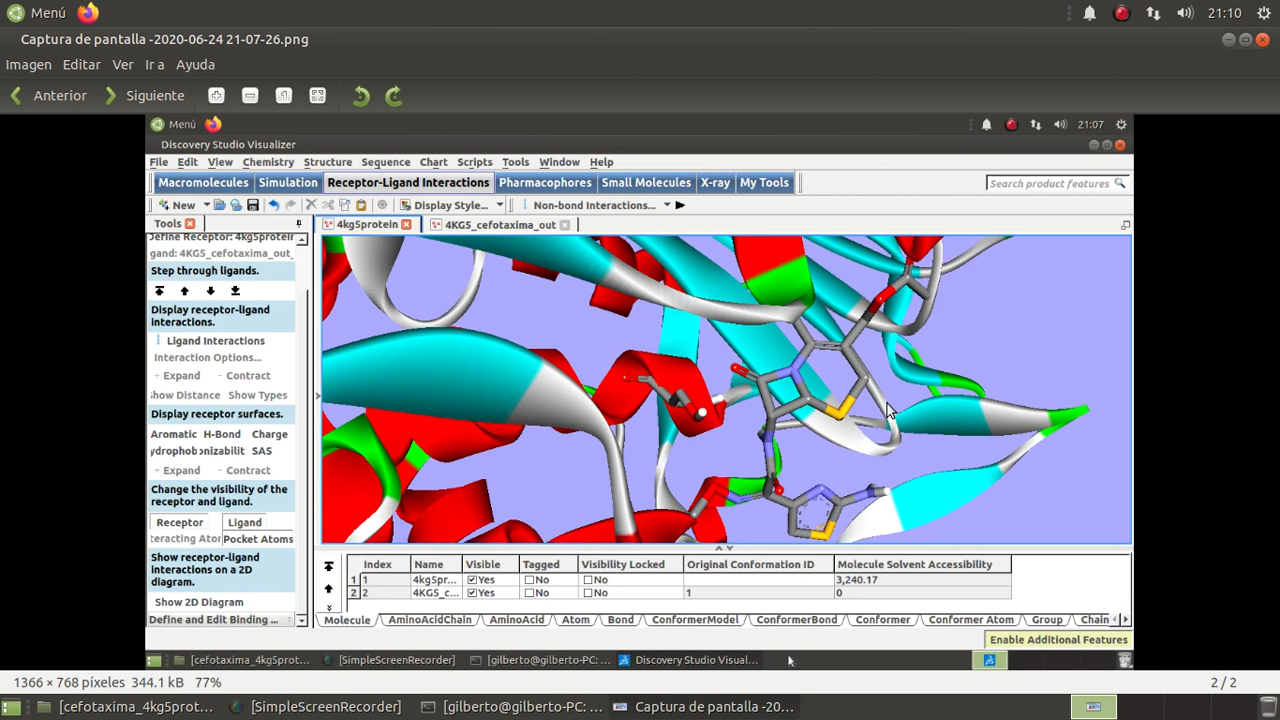 Menú 21:10
Captura de pantalla -2020-06-24 21-07-26.png
Imagen Editar Ver Ir a Ayuda
Anterior Siguiente
Menú 21:07
Discovery Studio Visualizer
File Edit View Chemistry Structure Sequence Chart Scripts Tools Window Help
Macromolecules Simulation Receptor-Ligand Interactions Pharmacophores Small Molecules X-ray My Tools Search product features
New Display Style... Non-bond Interactions...
Tools 4kg5protein 4KG5_cefotaxima_out
Define Receptor: 4kg5protein
gand: 4KG5_cefotaxima_out_
Step through ligands.
Display receptor-ligand
interactions.
Ligand Interactions
Interaction Options...
+ Expand - Contract
how Distance Show Types
Display receptor surfaces.
Aromatic H-Bond Charge
ydrophob onizabilit SAS
+ Expand - Contract
Change the visibility of the
receptor and ligand.
Receptor Ligand
teracting Aton Pocket Atoms
Show receptor-ligand
interactions on a 2D
diagram.
Show 2D Diagram
Define and Edit Binding ... ?
Index Name Visible Tagged Visibility Locked Original Conformation ID Molecule Solvent Accessibility
1 1 4kg5pr... Yes No No 3,240.17
2 2 4KG5_c... Yes No No 1 0
Molecule AminoAcidChain AminoAcid Atom Bond ConformerModel ConformerBond Conformer Conformer Atom Group Chain
Enable Additional Features
[cefotaxima_4kg5prot... [SimpleScreenRecorder] [gilberto@gilberto-PC: ... Discovery Studio Visual...
1366 × 768 píxeles 344.1 kB 77% 2 / 2
[cefotaxima_4kg5prot... [SimpleScreenRecorder] [gilberto@gilberto-PC: ... Captura de pantalla -20...